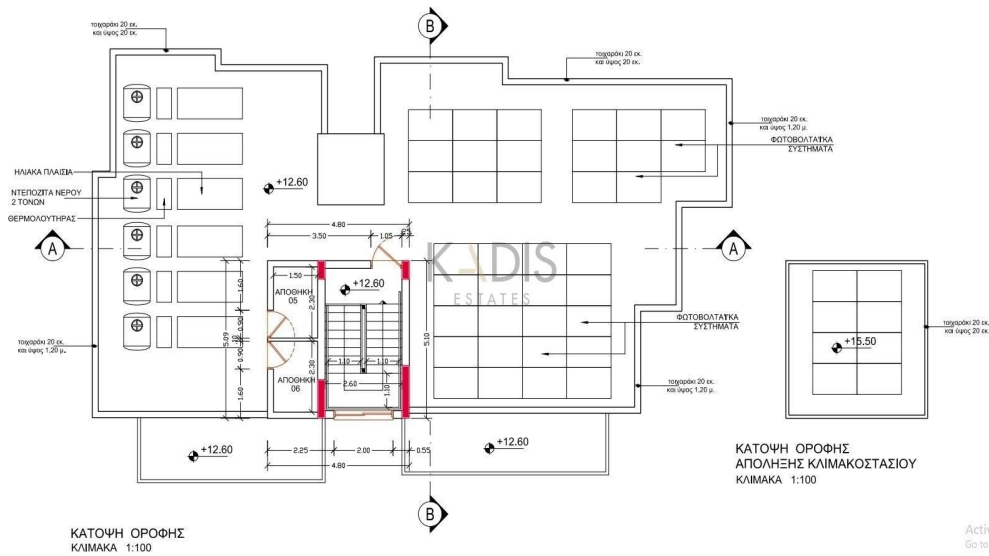 τοιχαράκι 20 εκ.
και ύψος 20 εκ.
B
τοιχαράκι 20 εκ.
και ύψος 20 εκ.
τοιχαράκι 20 εκ.
και ύψος 1,20 μ.
ΦΩΤΟΒΟΛΤΑΪΚΑ
ΣΥΣΤΗΜΑΤΑ
ΗΛΙΑΚΑ ΠΛΑΙΣΙΑ
ΝΤΕΠΟΖΙΤΑ ΝΕΡΟΥ
2 ΤΟΝΩΝ
ΘΕΡΜΟΛΟΥΤΗΡΑΣ
+12.60
4.80
3.50
1.05
A
A
KADIS
ESTATES
1.50
ΑΠΟΘΗΚΗ
05
2.30
1.60
+12.60
5.09
0.90
.10
0.90
1.60
5.10
ΑΠΟΘΗΚΗ
06
2.30
1.10
1.10
2.60
1.10
ΦΩΤΟΒΟΛΤΑΪΚΑ
ΣΥΣΤΗΜΑΤΑ
τοιχαράκι 20 εκ.
και ύψος 1,20 μ.
τοιχαράκι 20 εκ.
και ύψος 1,20 μ.
+15.50
τοιχαράκι 20 εκ.
και ύψος 20 εκ.
+12.60
2.25
2.00
0.55
4.80
+12.60
B
ΚΑΤΟΨΗ ΟΡΟΦΗΣ
ΑΠΟΛΗΞΗΣ ΚΛΙΜΑΚΟΣΤΑΣΙΟΥ
ΚΛΙΜΑΚΑ 1:100
ΚΑΤΟΨΗ ΟΡΟΦΗΣ
ΚΛΙΜΑΚΑ 1:100
Activ
Go to